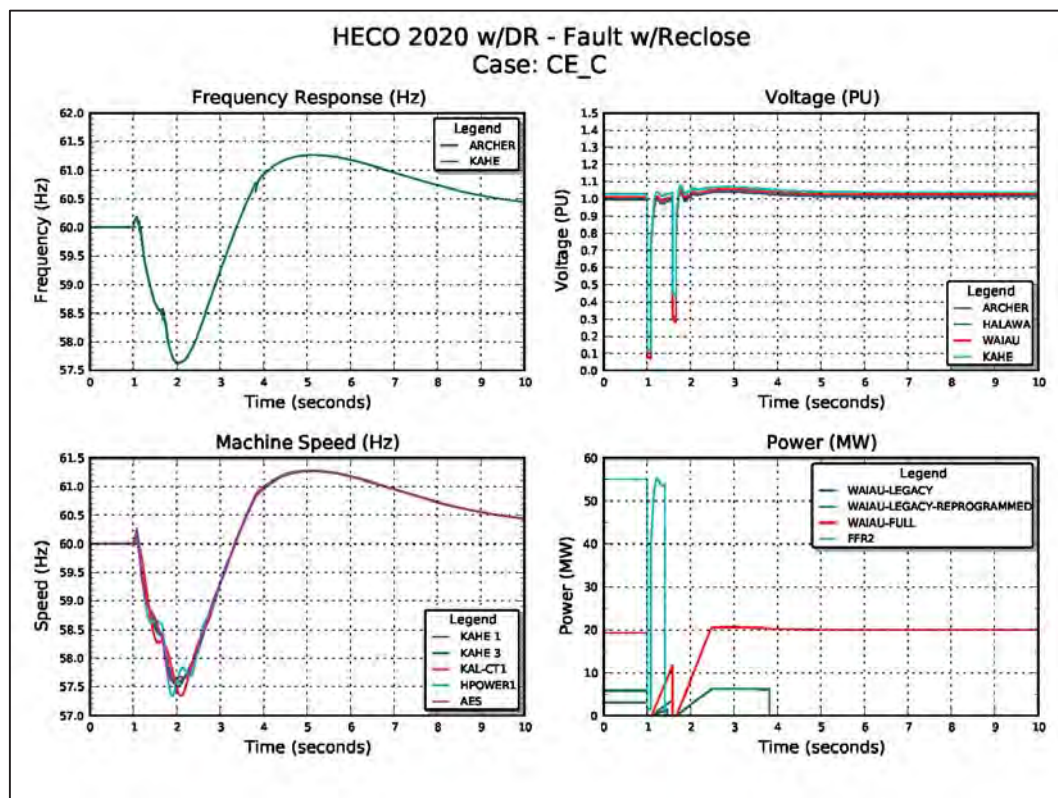 HECO 2020 w/DR - Fault w/Reclose
Case: CE_C
Frequency Response (Hz)
62.0
61.5
61.0
60.5
60.0
59.5
59.0
58.5
58.0
57.5
Frequency (Hz)
Legend
ARCHER
KAHE
0 1 2 3 4 5 6 7 8 9 10
Time (seconds)
Voltage (PU)
1.5
1.4
1.3
1.2
1.1
1.0
0.9
0.8
0.7
0.6
0.5
0.4
0.3
0.2
0.1
0.0
Voltage (PU)
Legend
ARCHER
HALAWA
WAIAU
KAHE
0 1 2 3 4 5 6 7 8 9 10
Time (seconds)
Machine Speed (Hz)
61.5
61.0
60.5
60.0
59.5
59.0
58.5
58.0
57.5
57.0
Speed (Hz)
Legend
KAHE 1
KAHE 3
KAL-CT1
HPOWER1
AES
0 1 2 3 4 5 6 7 8 9 10
Time (seconds)
Power (MW)
60
50
40
30
20
10
0
Power (MW)
Legend
WAIAU-LEGACY
WAIAU-LEGACY-REPROGRAMMED
WAIAU-FULL
FFR2
0 1 2 3 4 5 6 7 8 9 10
Time (seconds)